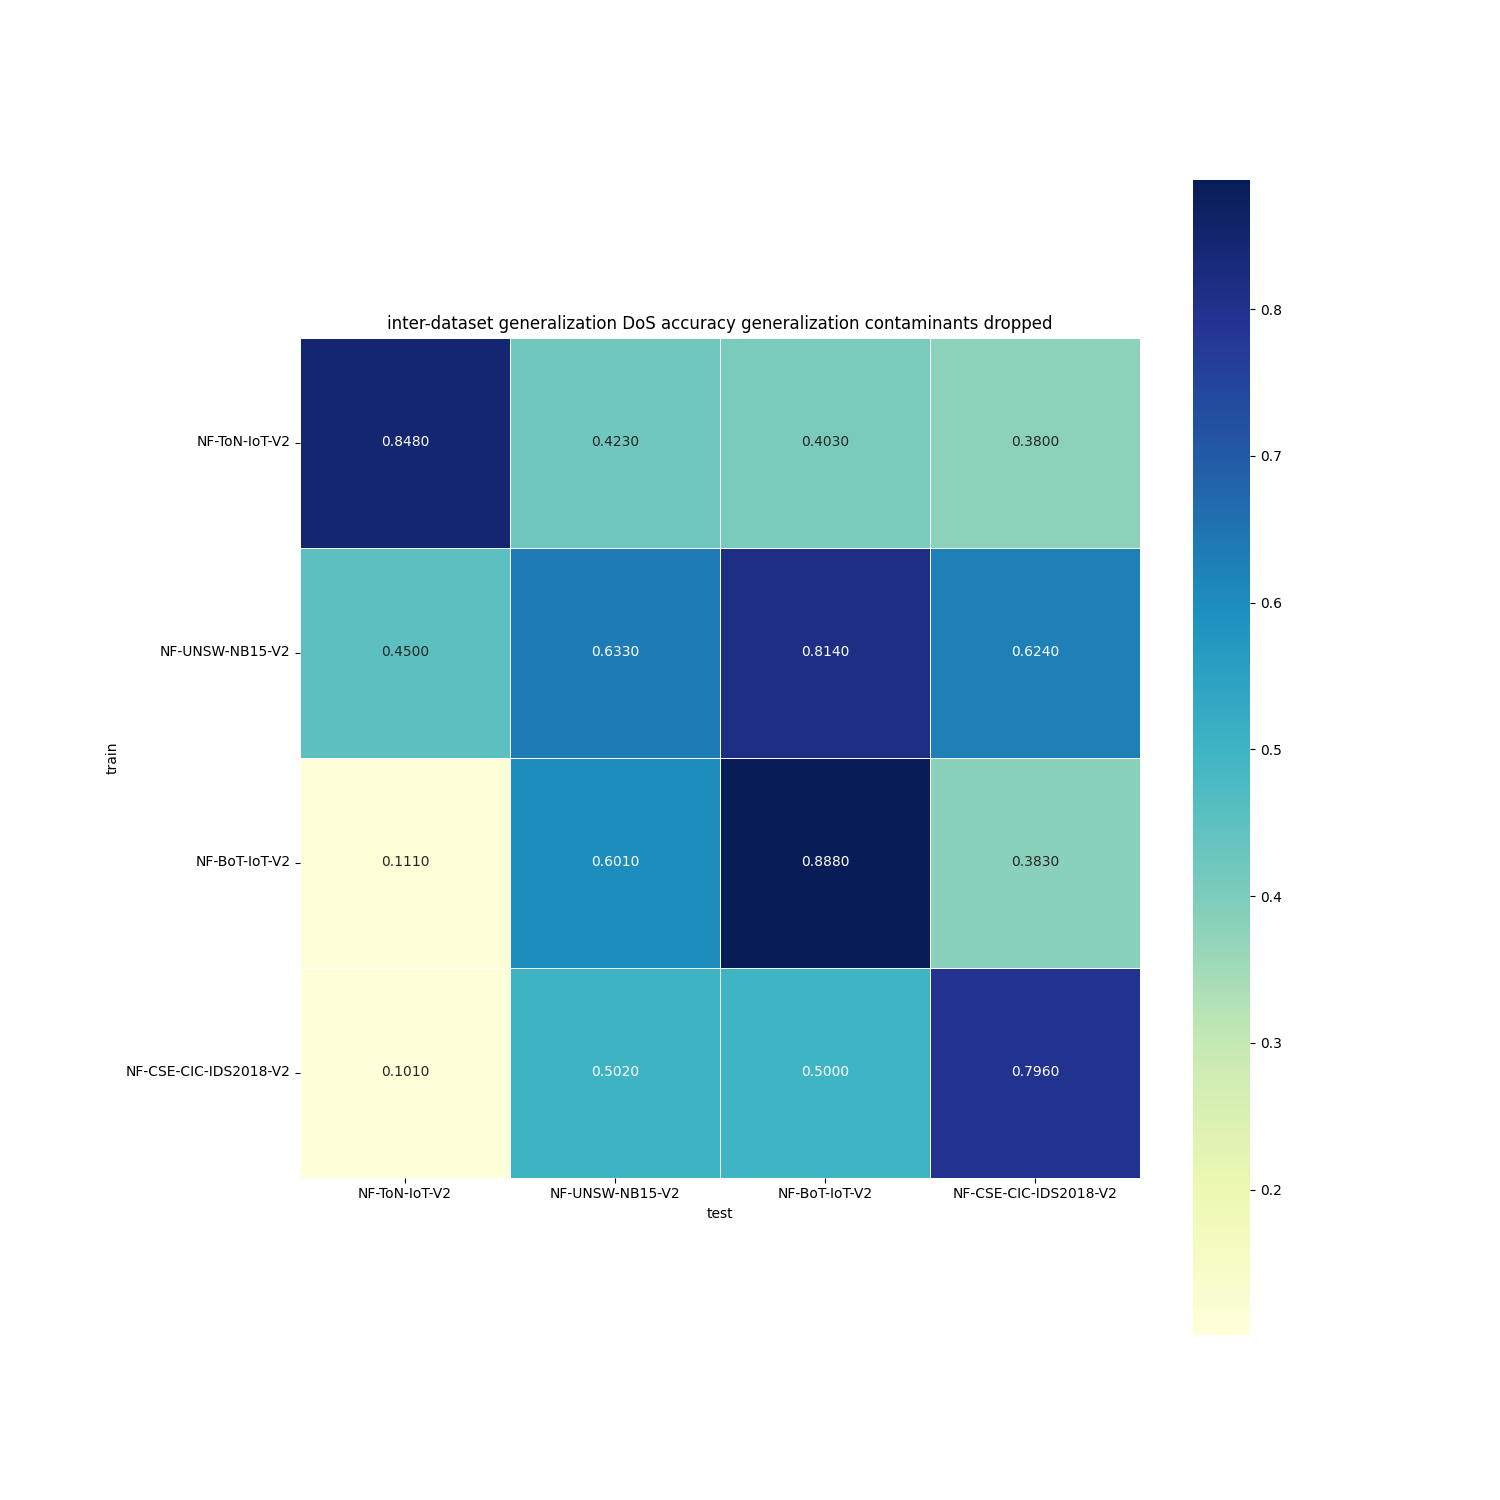 inter-dataset generalization DoS accuracy generalization contaminants dropped
train
NF-ToN-IoT-V2
0.8480 0.4230 0.4030 0.3800
NF-UNSW-NB15-V2
0.4500 0.6330 0.8140 0.6240
NF-BoT-IoT-V2
0.1110 0.6010 0.8880 0.3830
NF-CSE-CIC-IDS2018-V2
0.1010 0.5020 0.5000 0.7960
NF-ToN-IoT-V2 NF-UNSW-NB15-V2 NF-BoT-IoT-V2 NF-CSE-CIC-IDS2018-V2
test
0.8
0.7
0.6
0.5
0.4
0.3
0.2